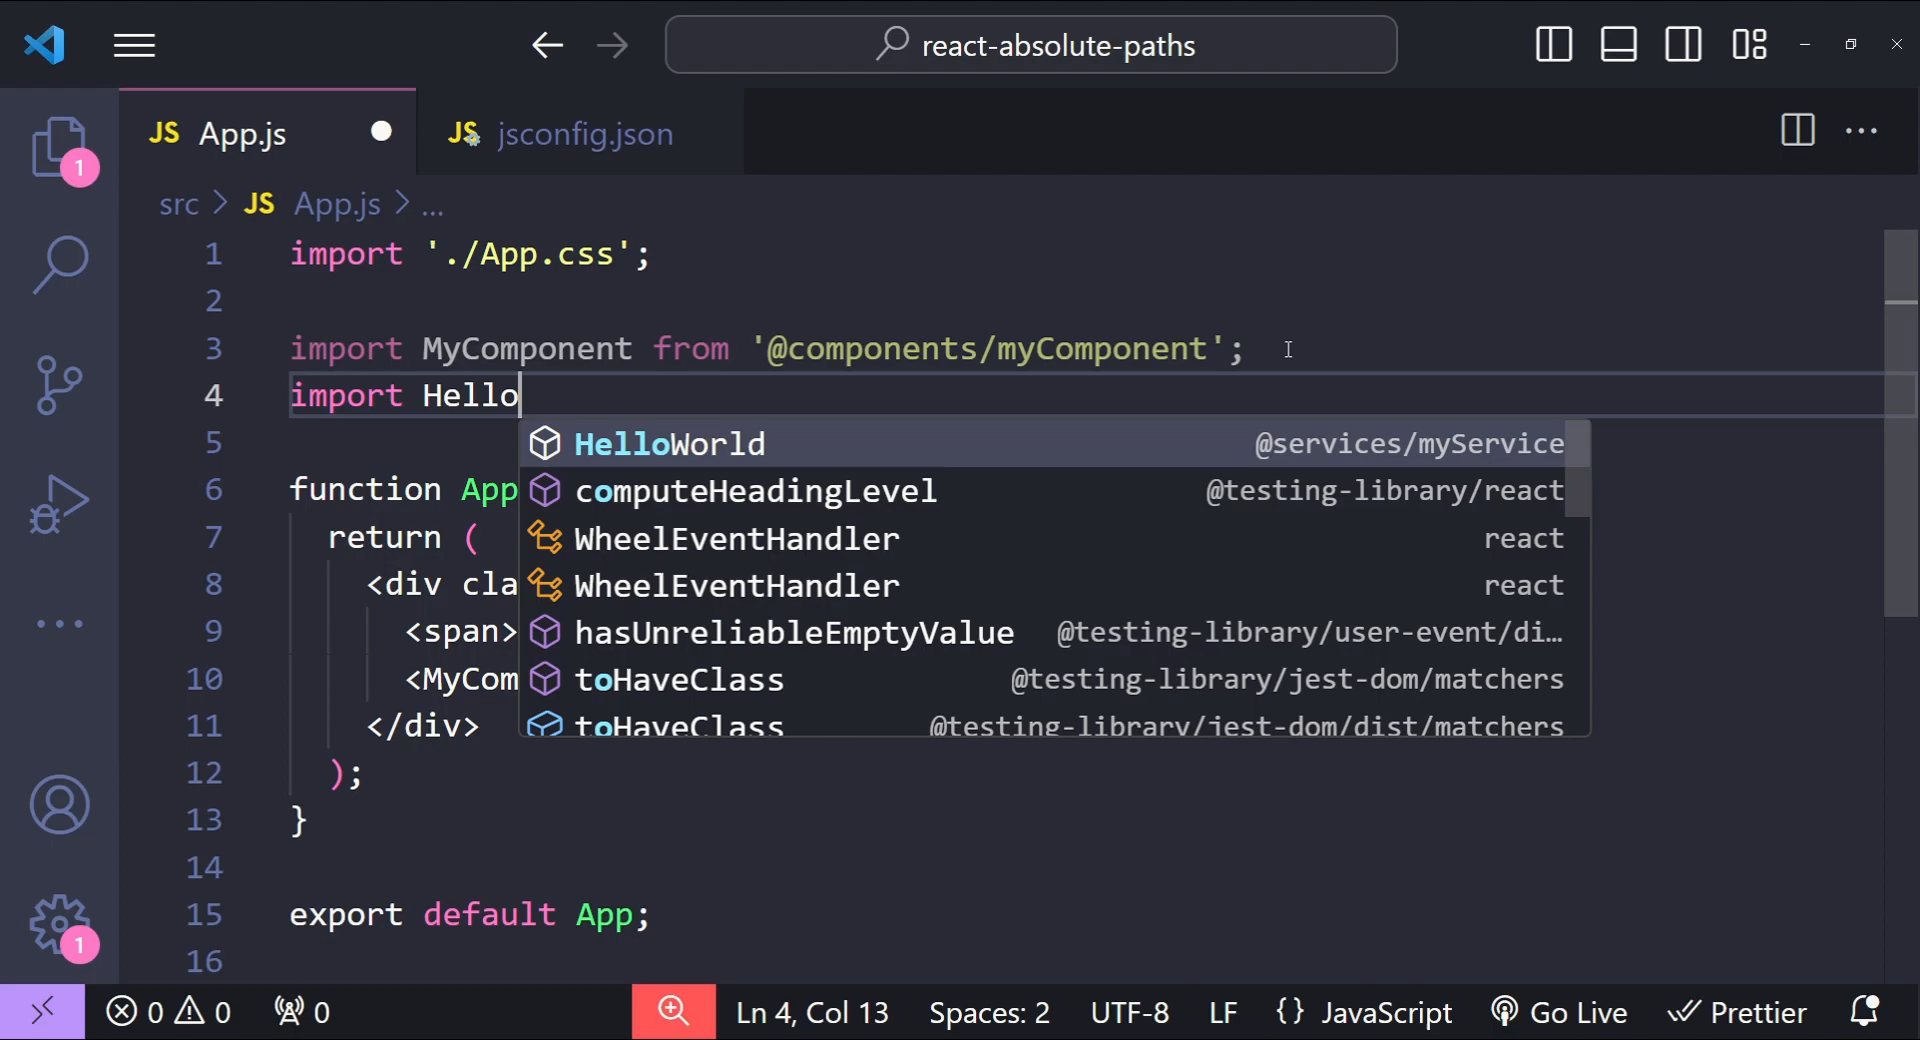 react-absolute-paths
JS App.js
JS jsconfig.json
1
src > JS App.js > ...
1 import './App.css';
2
3 import MyComponent from '@components/myComponent';
4 import Hello
5 HelloWorld @services/myService
6 function App computeHeadingLevel @testing-library/react
7 return ( WheelEventHandler react
8 <div cla WheelEventHandler react
9 <span> hasUnreliableEmptyValue @testing-library/user-event/di…
10 <MyCom toHaveClass @testing-library/jest-dom/matchers
11 </div> toHaveClass @testing-library/jest-dom/dist/matchers
12 );
13 }
14
15 export default App;
1
16
0 0 0 Ln 4, Col 13 Spaces: 2 UTF-8 LF {} JavaScript Go Live Prettier